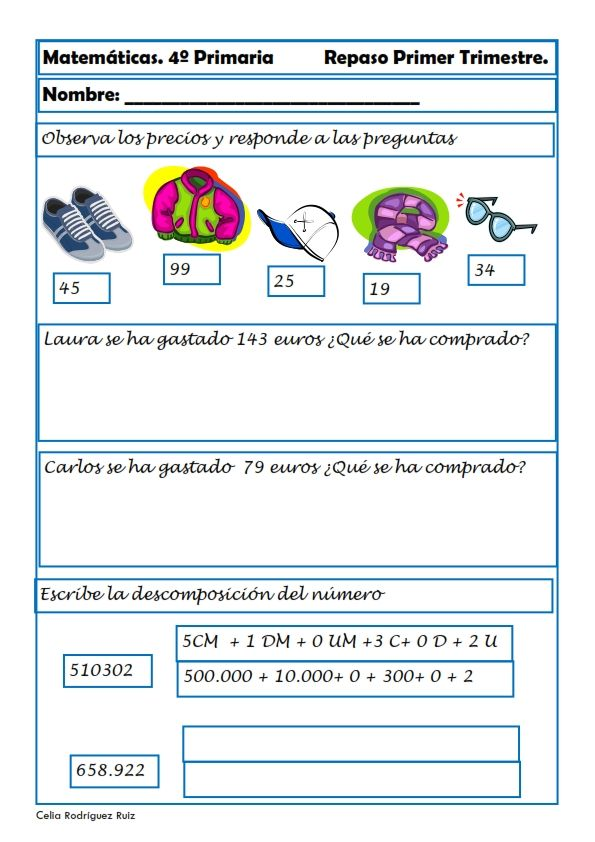 Matemáticas. 4º Primaria Repaso Primer Trimestre.
Nombre: ________________________________
Observa los precios y responde a las preguntas
45
99
25
19
34
Laura se ha gastado 143 euros ¿Qué se ha comprado?
Carlos se ha gastado 79 euros ¿Qué se ha comprado?
Escribe la descomposición del número
510302
5CM + 1 DM + 0 UM +3 C+ 0 D + 2 U
500.000 + 10.000+ 0 + 300+ 0 + 2
658.922
Celia Rodríguez Ruiz